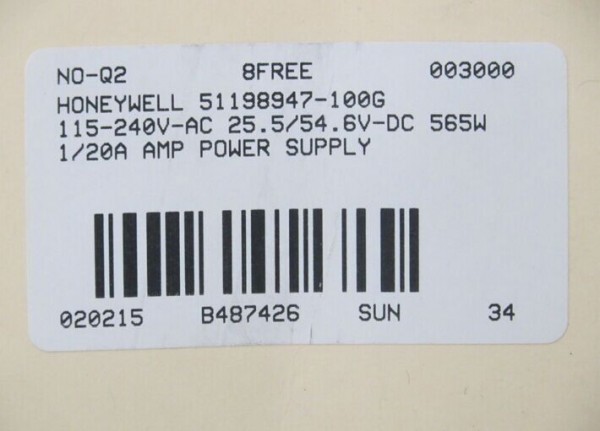 NO-Q2 8FREE 003000
HONEYWELL 51198947-100G
115-240V-AC 25.5/54.6V-DC 565W
1/20A AMP POWER SUPPLY
020215 B487426 SUN 34